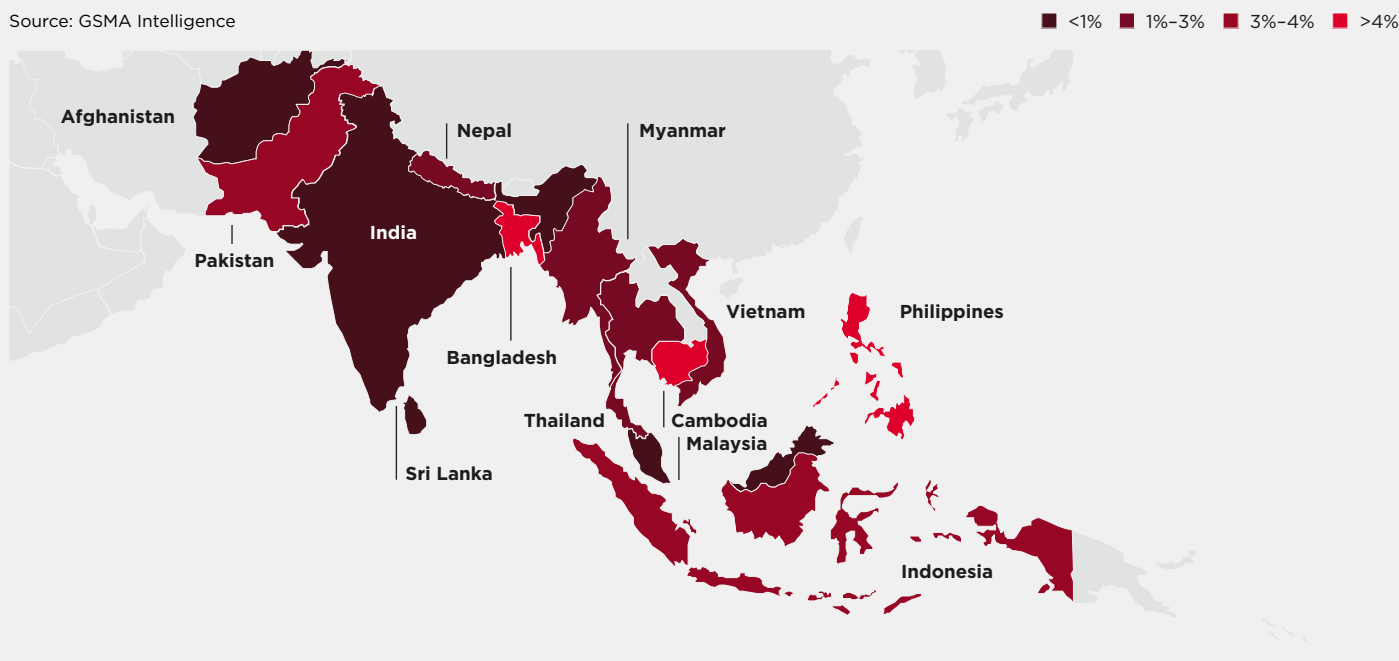 Source: GSMA Intelligence
<1% 1%–3% 3%–4% >4%
Afghanistan
Nepal
Myanmar
India
Pakistan
Vietnam
Philippines
Bangladesh
Thailand
Cambodia
Malaysia
Sri Lanka
Indonesia